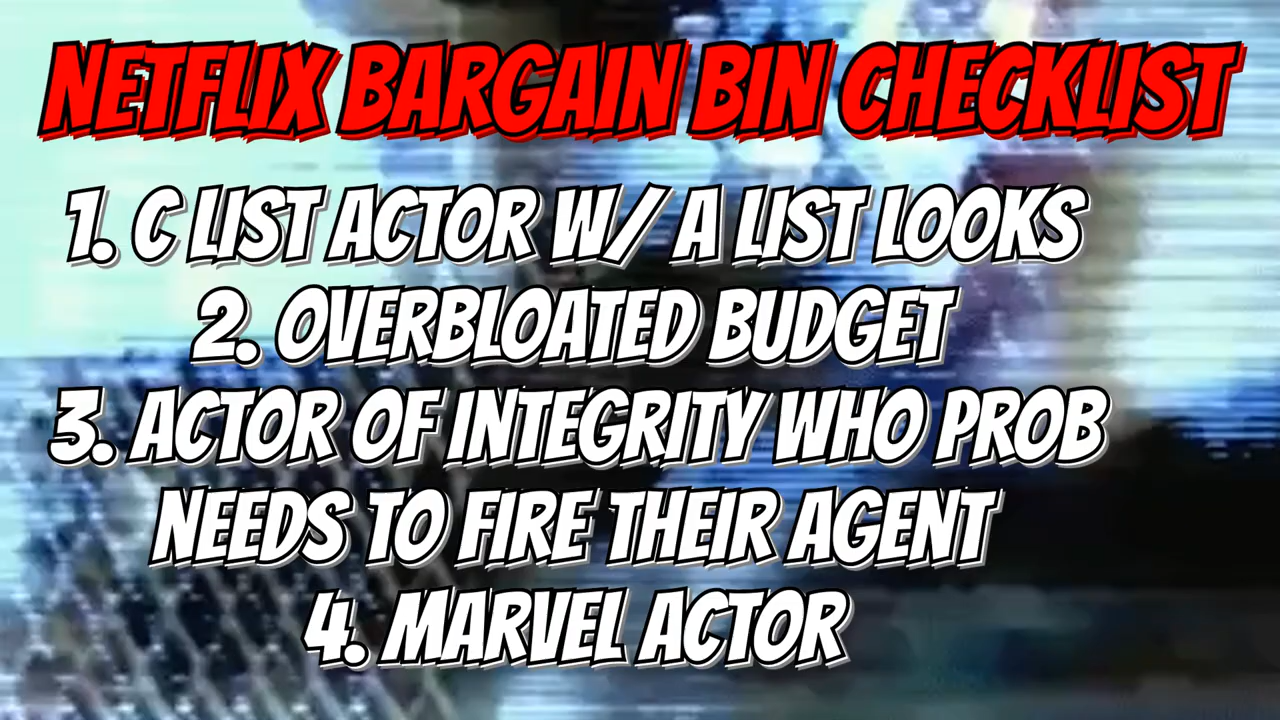 NETFLIX BARGAIN BIN CHECKLIST
1. C LIST ACTOR W/ A LIST LOOKS
2. OVERBLOATED BUDGET
3. ACTOR OF INTEGRITY WHO PROB
NEEDS TO FIRE THEIR AGENT
4. MARVEL ACTOR